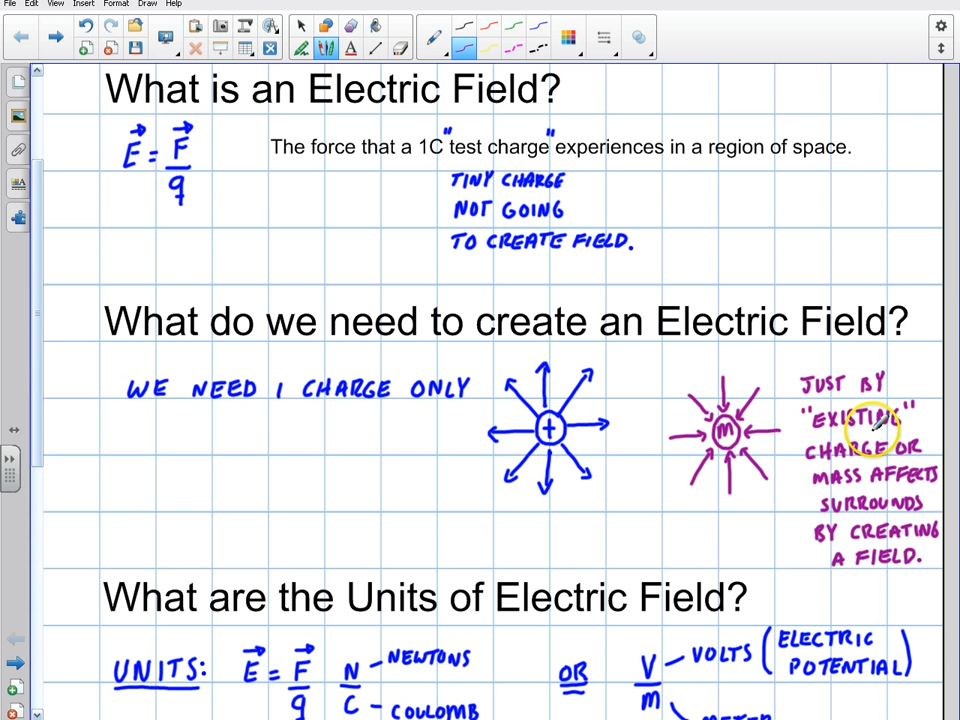 File Edit View Insert Format Draw Help
What is an Electric Field?
E = F
q
The force that a 1C "test charge" experiences in a region of space.
TINY CHARGE
NOT GOING
TO CREATE FIELD.
What do we need to create an Electric Field?
WE NEED 1 CHARGE ONLY
+
m
JUST BY
"EXISTING"
CHARGE OR
MASS AFFECTS
SURROUNDS
BY CREATING
A FIELD.
What are the Units of Electric Field?
UNITS: E = F
q
N - NEWTONS
C - COULOMB
OR
V - VOLTS (ELECTRIC
POTENTIAL)
m
METER